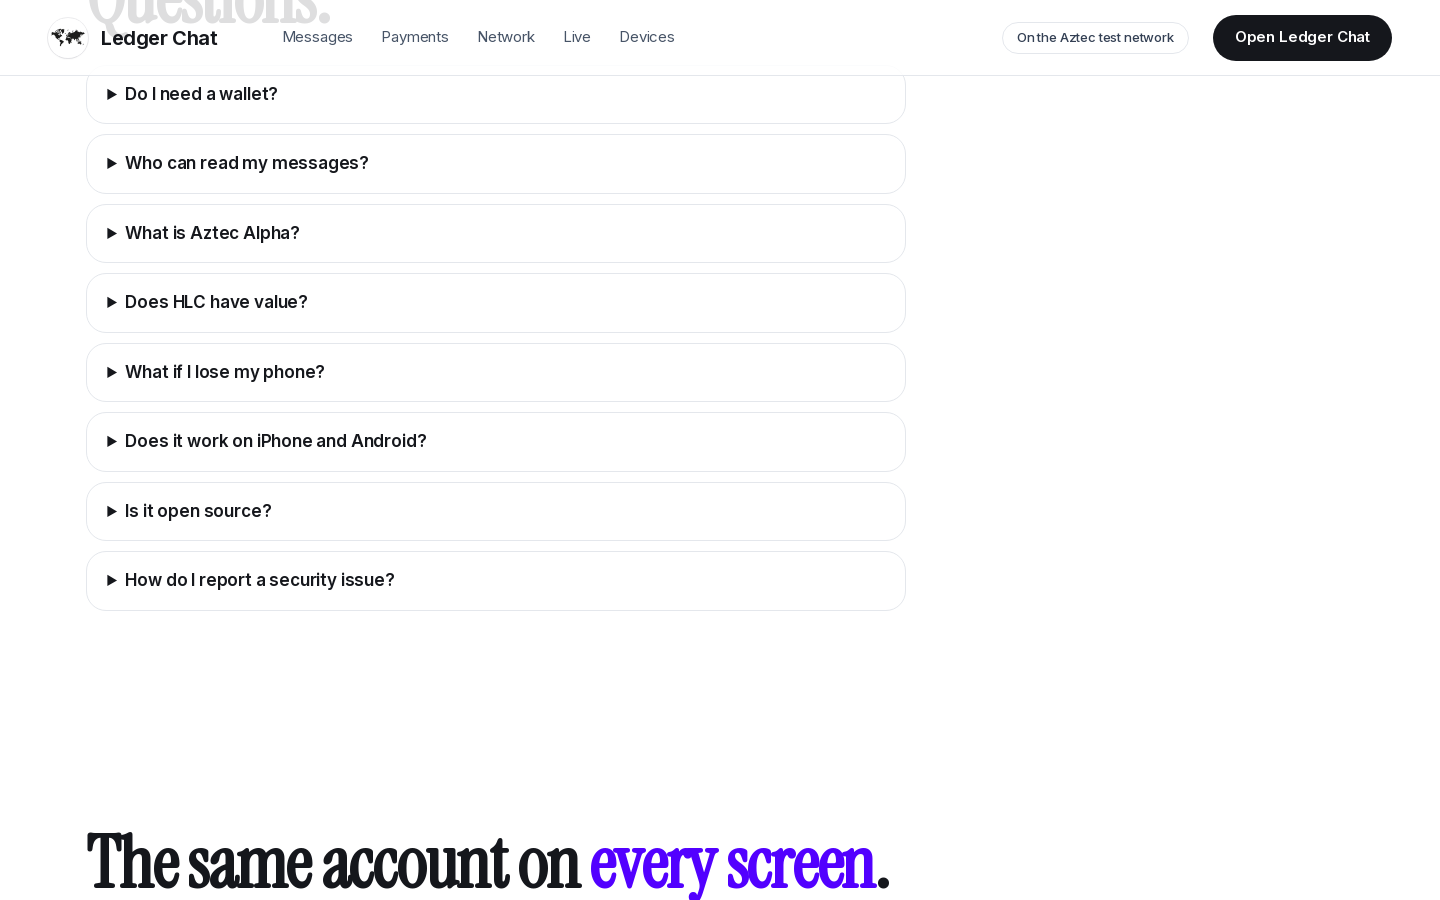 Questions.
Ledger Chat
Messages
Payments
Network
Live
Devices
On the Aztec test network
Open Ledger Chat
Do I need a wallet?
Who can read my messages?
What is Aztec Alpha?
Does HLC have value?
What if I lose my phone?
Does it work on iPhone and Android?
Is it open source?
How do I report a security issue?
The same account on every screen.